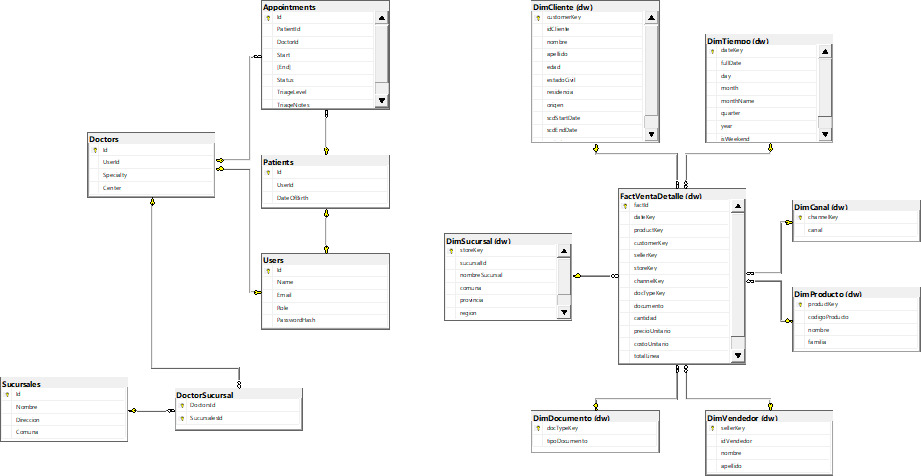 Appointments
Id
PatientId
DoctorId
Start
[End]
Status
TriageLevel
TriageNotes
Doctors
Id
UserId
Specialty
Center
Patients
Id
UserId
DateOfBirth
Users
Id
Name
Email
Role
PasswordHash
Sucursales
Id
Nombre
Direccion
Comuna
DoctorSucursal
DoctorsId
SucursalesId
DimCliente (dw)
customerKey
idCliente
nombre
apellido
edad
estadoCivil
residencia
origen
scdStartDate
scdEndDate
DimTiempo (dw)
dateKey
fullDate
day
month
monthName
quarter
year
isWeekend
FactVentaDetalle (dw)
factId
dateKey
productKey
customerKey
sellerKey
storeKey
channelKey
docTypeKey
documento
cantidad
precioUnitario
costoUnitario
totalLinea
DimSucursal (dw)
storeKey
sucursalId
nombreSucursal
comuna
provincia
region
DimCanal (dw)
channelKey
canal
DimProducto (dw)
productKey
codigoProducto
nombre
familia
DimDocumento (dw)
docTypeKey
tipoDocumento
DimVendedor (dw)
sellerKey
idVendedor
nombre
apellido